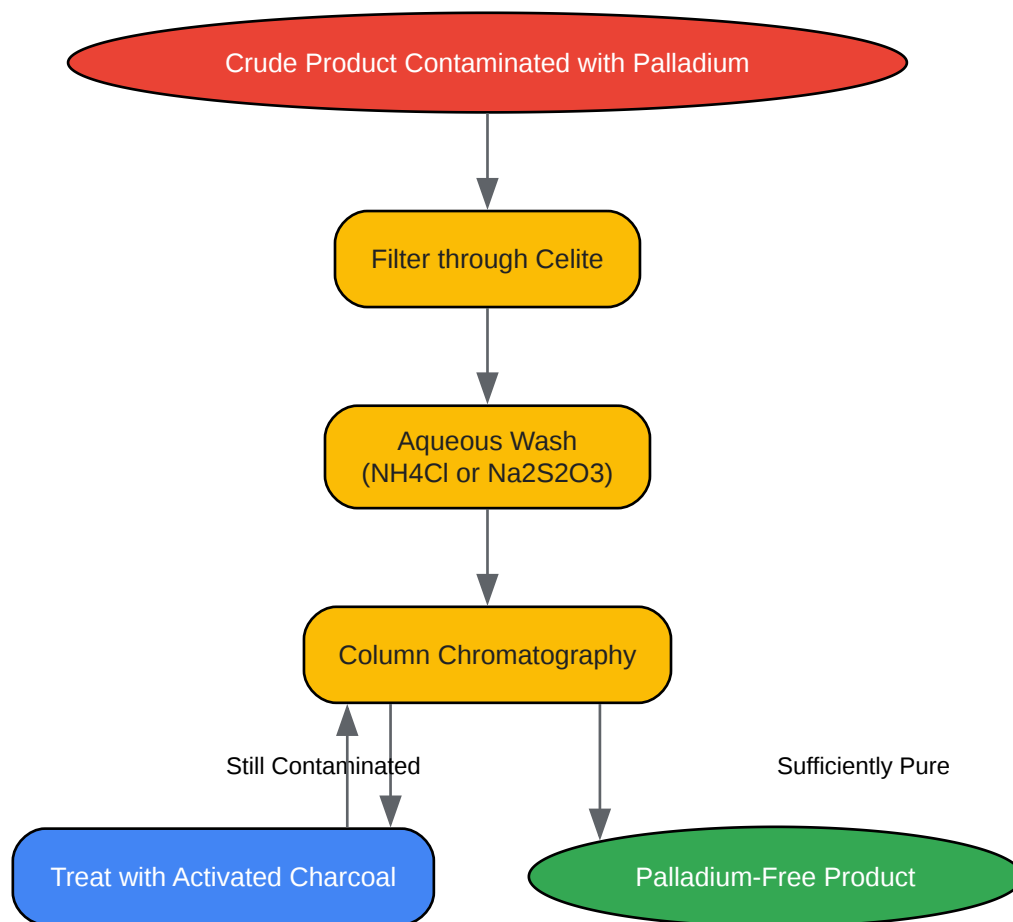 Crude Product Contaminated with Palladium
Filter through Celite
Aqueous Wash
(NH4Cl or Na2S2O3)
Column Chromatography
Still Contaminated
Sufficiently Pure
Treat with Activated Charcoal
Palladium-Free Product